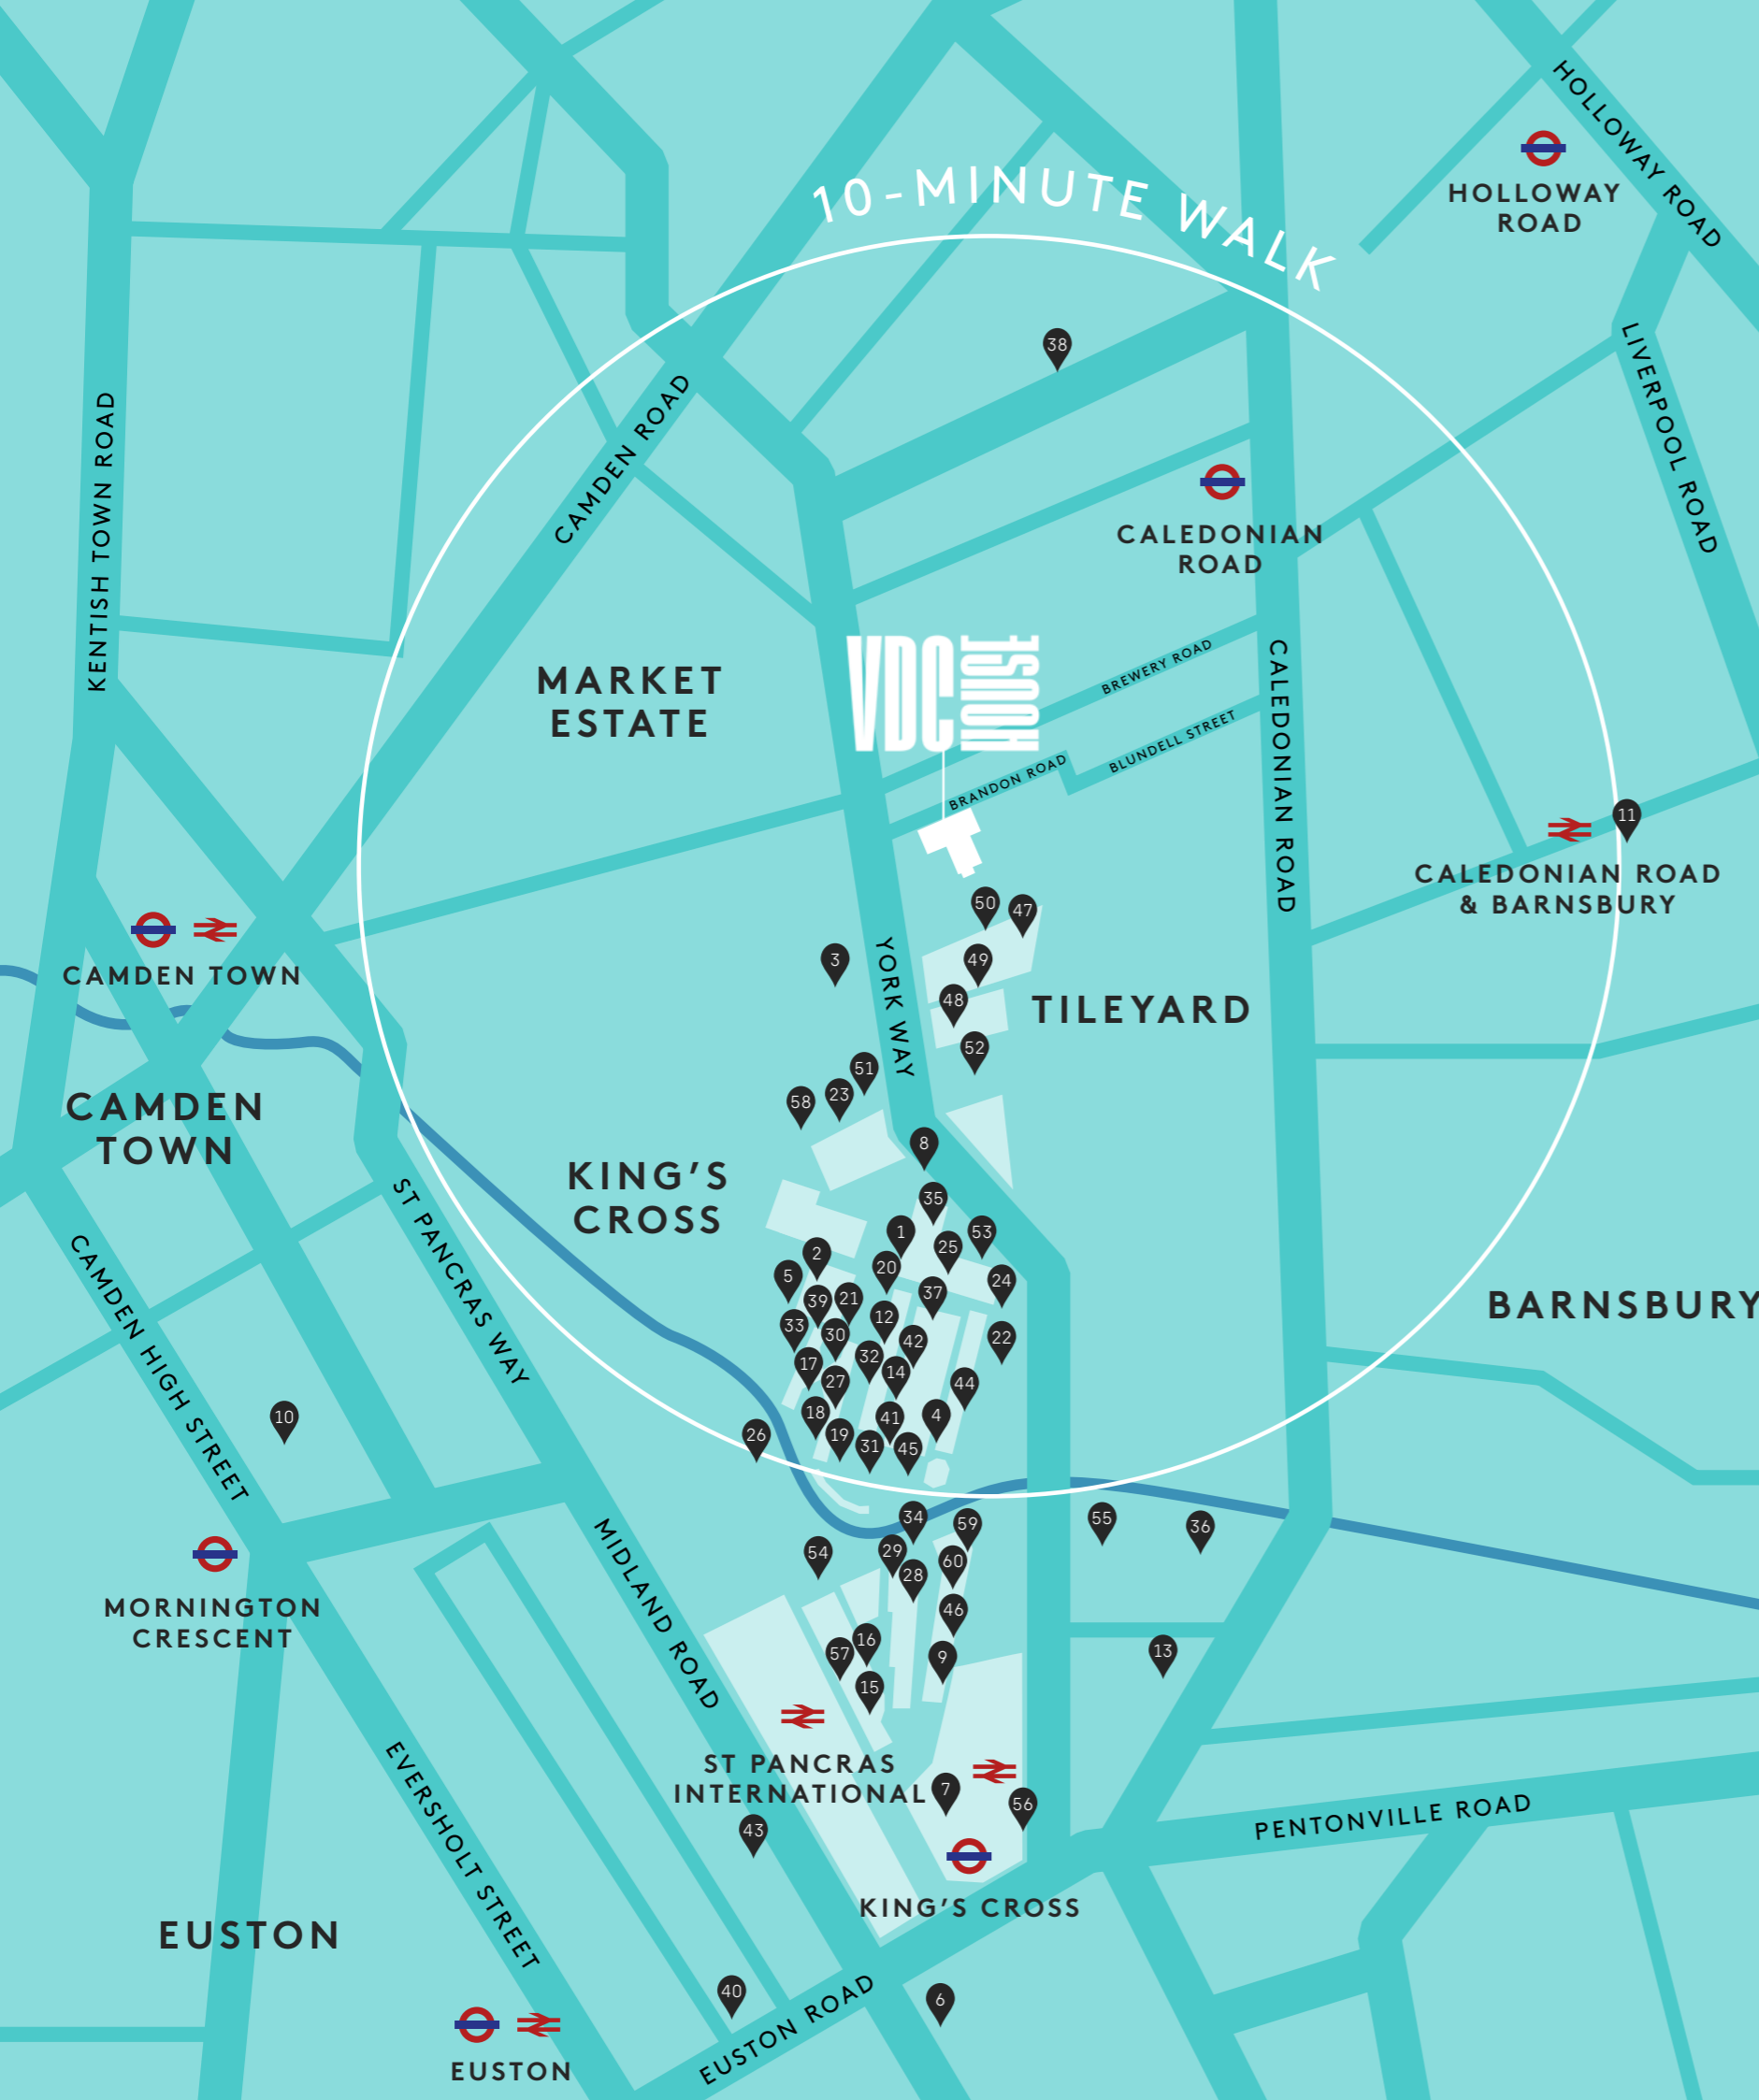 HOLLOWAY ROAD
10-MINUTE WALK
HOLLOWAY
ROAD
38
LIVERPOOL ROAD
KENTISH TOWN ROAD
CAMDEN ROAD
CALEDONIAN
ROAD
VDC
HOUSE
MARKET
ESTATE
BREWERY ROAD
BLUNDELL STREET
BRANDON ROAD
CALEDONIAN ROAD
11
CALEDONIAN ROAD
& BARNSBURY
50
47
3
49
YORK WAY
48
TILEYARD
52
CAMDEN TOWN
51
23
58
CAMDEN
TOWN
8
KING'S
CROSS
35
1
53
25
2
20
5
24
37
39
21
12
33
30
42
22
32
17
14
27
44
18
41
4
19
31
45
26
BARNSBURY
ST PANCRAS WAY
CAMDEN HIGH STREET
10
34
59
55
36
54
29
60
28
46
MORNINGTON
CRESCENT
MIDLAND ROAD
16
57
9
13
15
ST PANCRAS
INTERNATIONAL
7
56
43
PENTONVILLE ROAD
EVERSHOLT STREET
KING'S CROSS
EUSTON
40
6
EUSTON ROAD
EUSTON